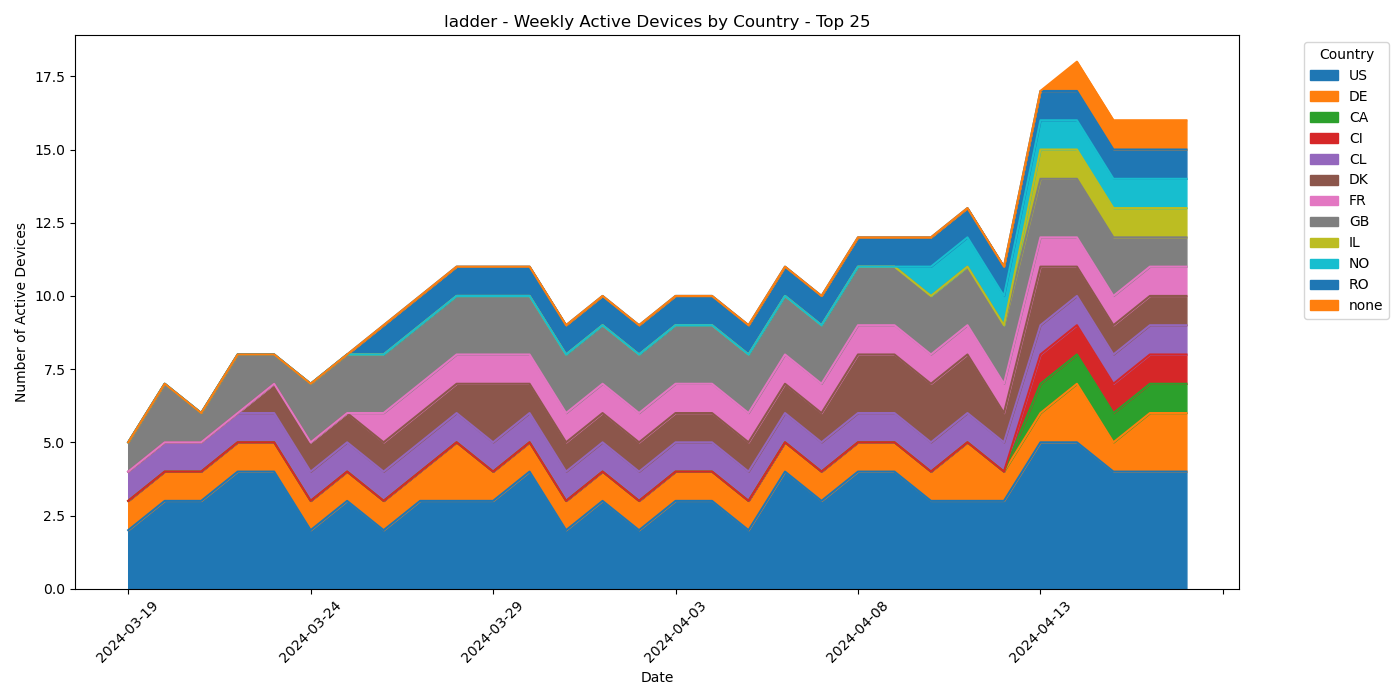 ladder - Weekly Active Devices by Country - Top 25
Number of Active Devices
17.5
15.0
12.5
10.0
7.5
5.0
2.5
0.0
2024-03-19
2024-03-24
2024-03-29
2024-04-03
2024-04-08
2024-04-13
Date
Country
US
DE
CA
CI
CL
DK
FR
GB
IL
NO
RO
none